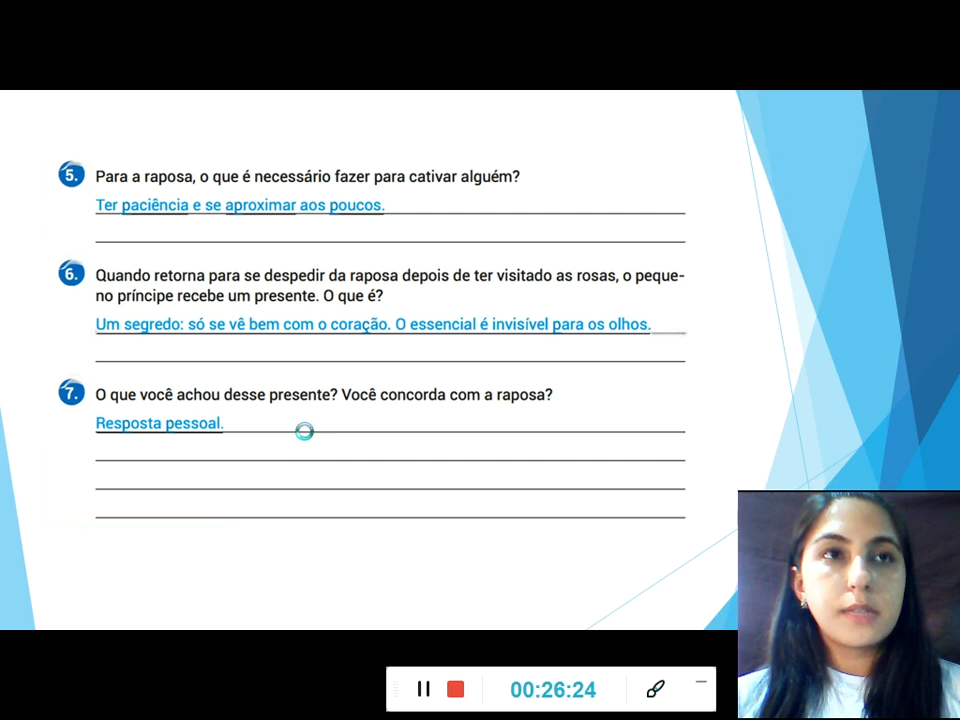 5. Para a raposa, o que é necessário fazer para cativar alguém?
Ter paciência e se aproximar aos poucos.
6. Quando retorna para se despedir da raposa depois de ter visitado as rosas, o peque-
no príncipe recebe um presente. O que é?
Um segredo: só se vê bem com o coração. O essencial é invisível para os olhos.
7. O que você achou desse presente? Você concorda com a raposa?
Resposta pessoal.
00:26:24